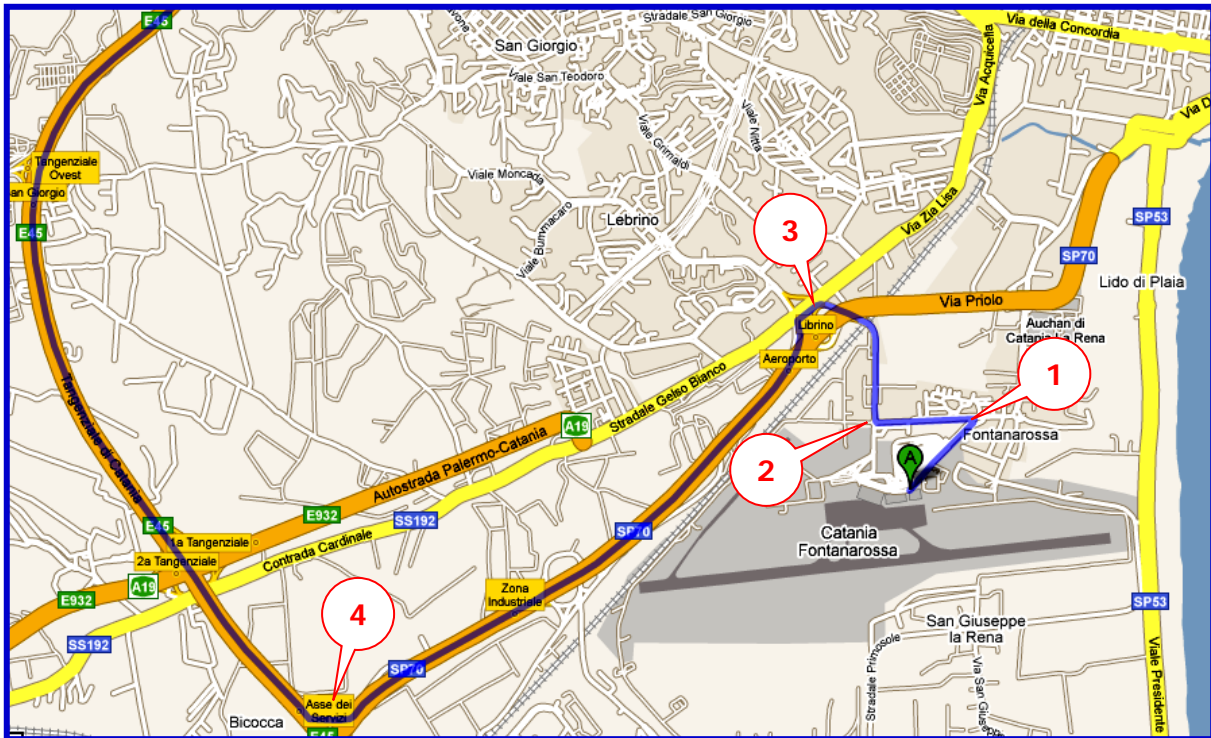 E45
Stradale San Giorgio
Via della Concordia
San Giorgio
Viale San Teodoro
Via Acquicella
Viale Nitta
Viale Grimaldi
Tangenziale
Ovest
San Giorgio
Viale Moncada
E45
Lebrino
Viale Bummacaro
Via Zia Lisa
SP53
3
SP70
Lido di Plaia
Via Priolo
Librino
Auchan di
Catania La Rena
Aeroporto
1
Stradale Gelso Bianco
A19
Fontanarossa
2
A
Tangenziale di Catania
Autostrada Palermo-Catania
E932
SS192
E45
SP70
Catania
Fontanarossa
1a Tangenziale
Contrada Cardinale
2a Tangenziale
A19
E932
Zona
Industriale
4
SP53
San Giuseppe
la Rena
SS192
SP70
Stradale Primosole
Via San Giuseppe
Viale Presidente
Asse dei
Servizi
Bicocca
E45